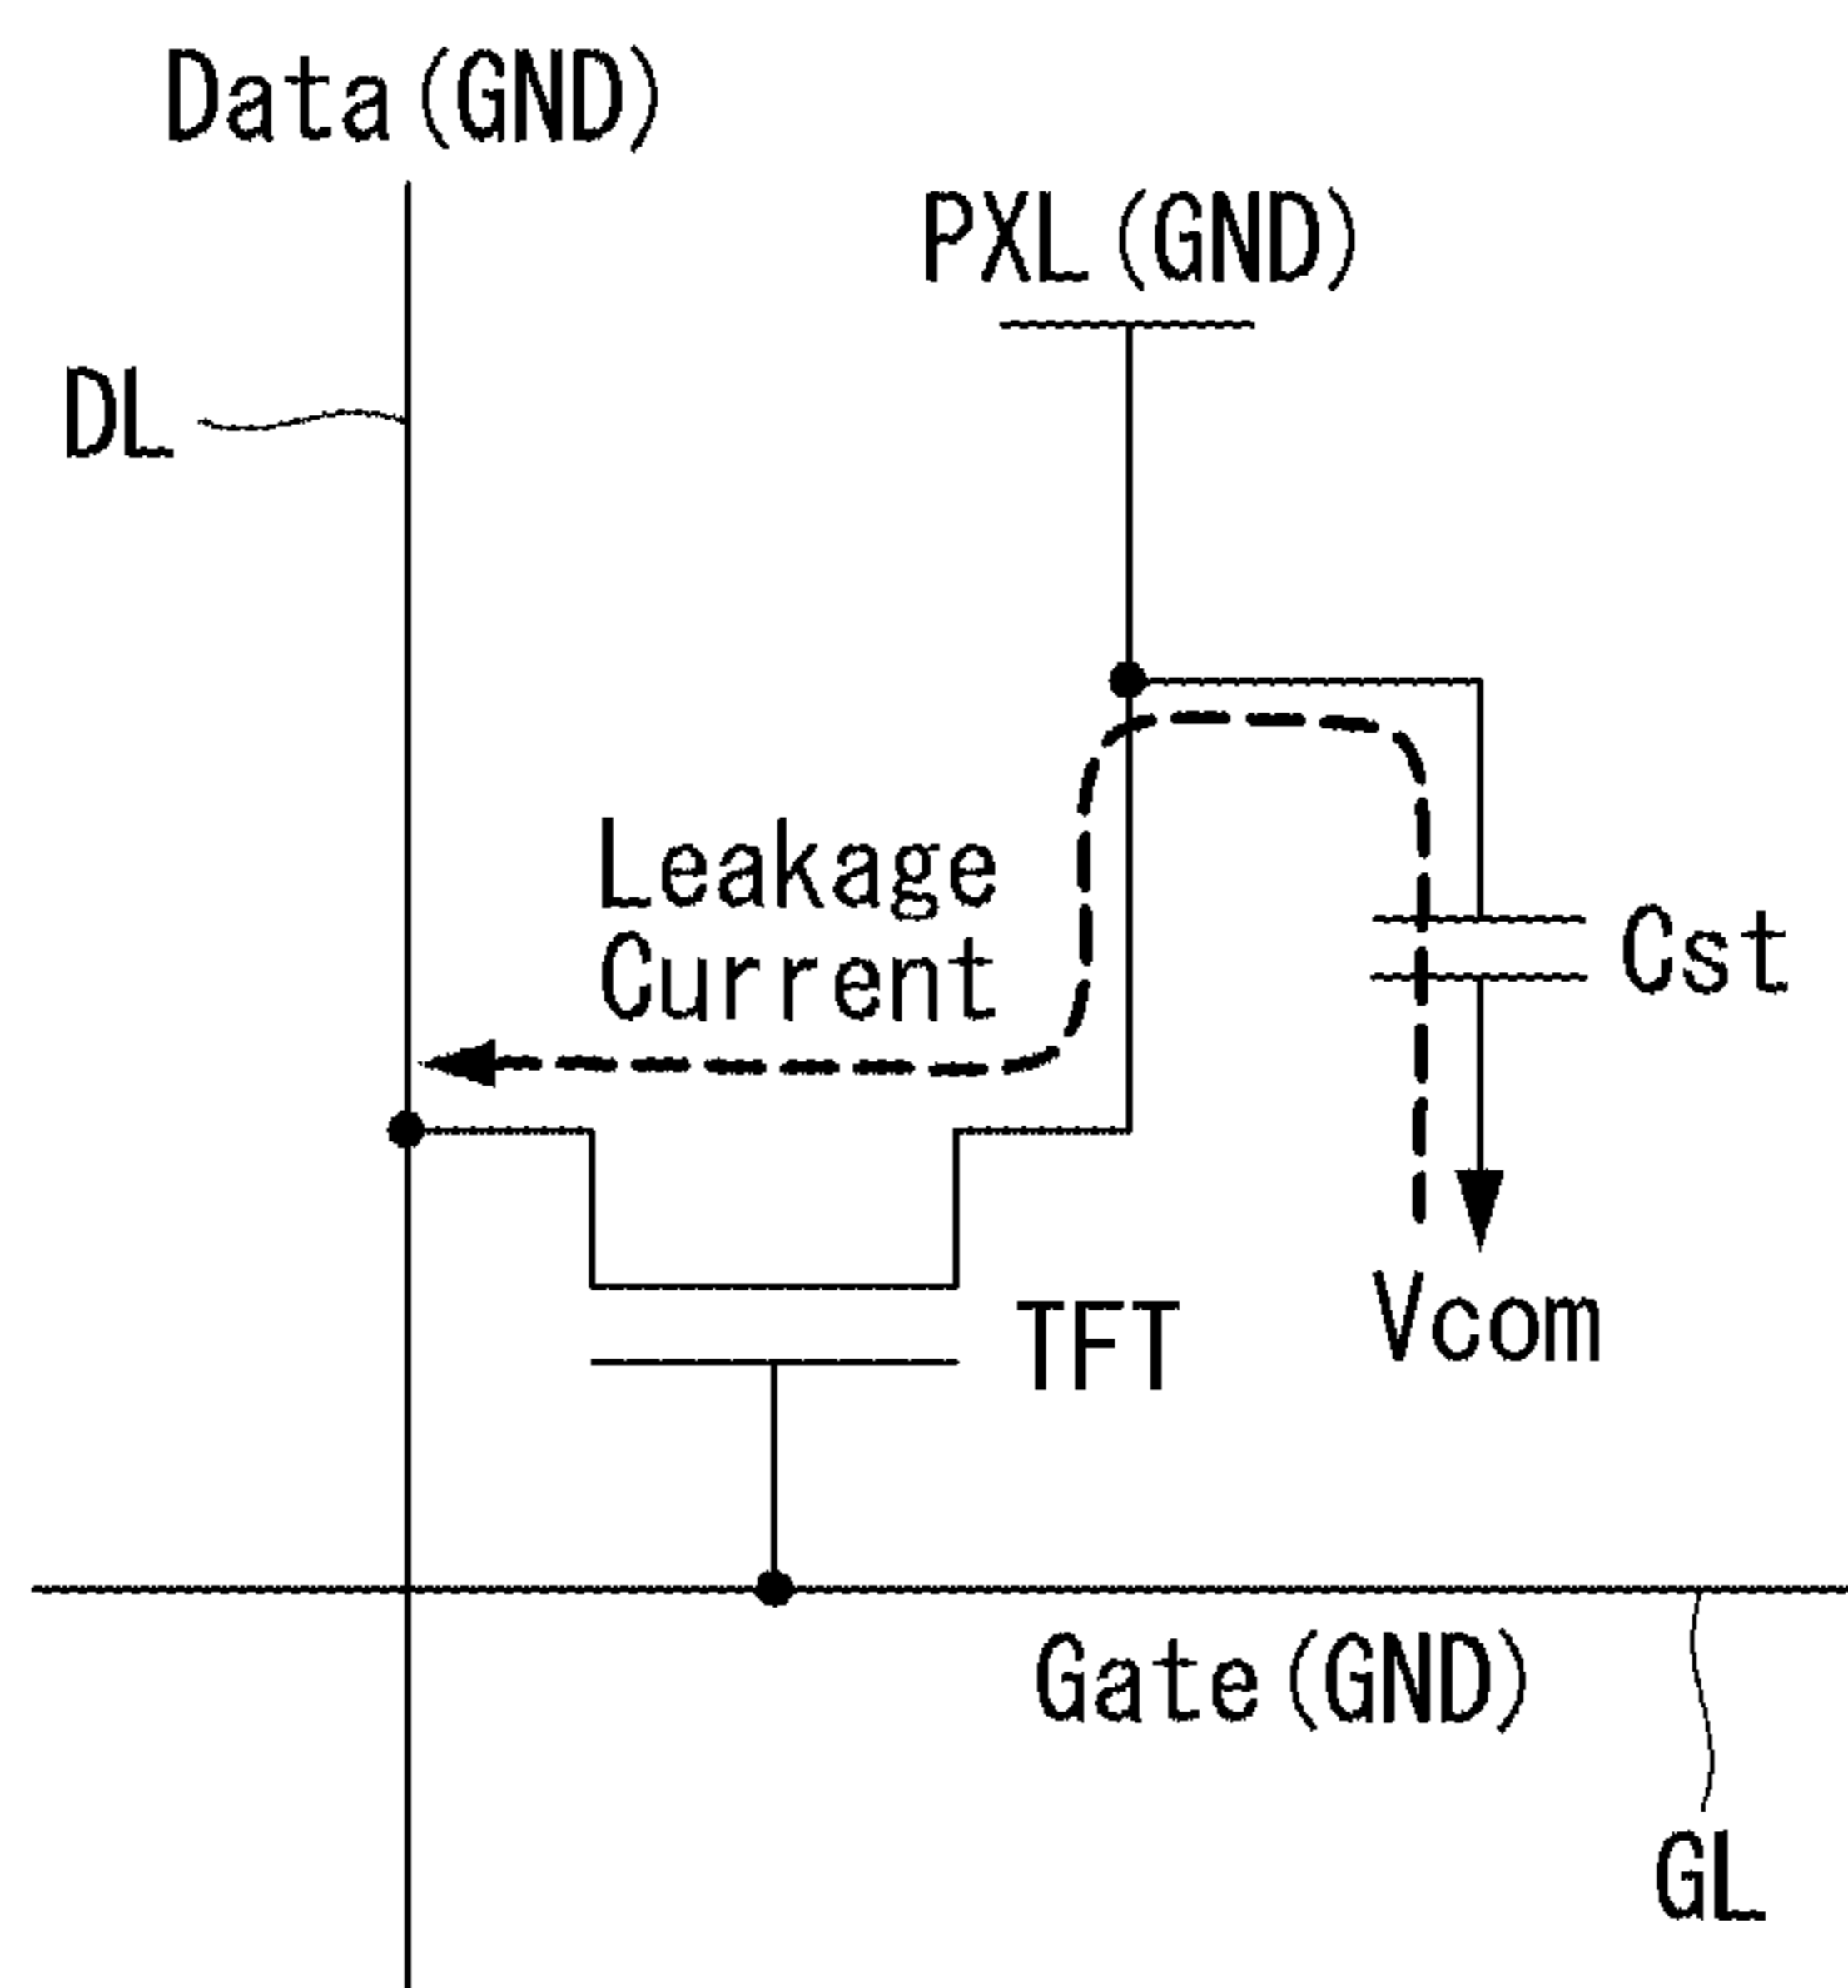 Data(GND)
PXL(GND)
DL
Leakage
Current
Cst
TFT
Vcom
Gate(GND)
GL